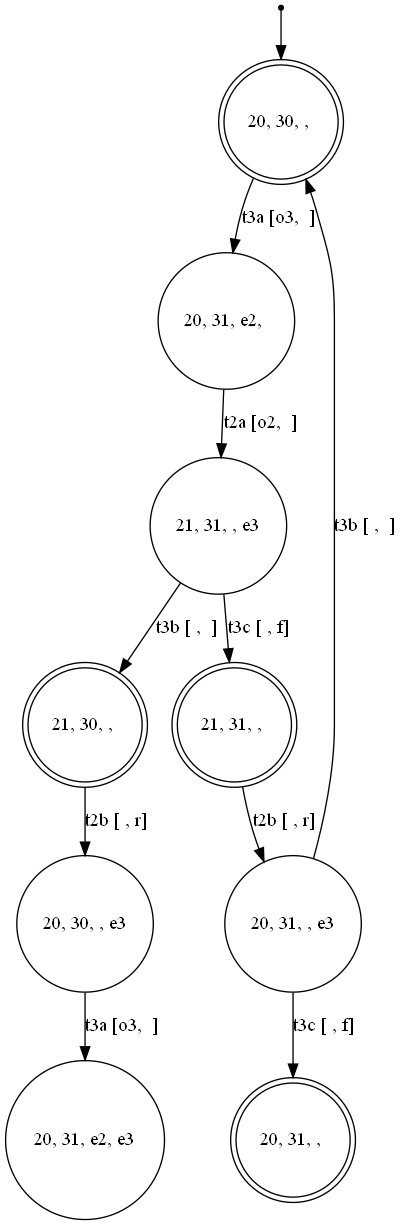 20, 30, ,
t3a [o3,  ]
20, 31, e2,
t2a [o2,  ]
21, 31, , e3
t3b [ ,  ]
t3b [ ,  ]
t3c [ , f]
21, 30, ,
21, 31, ,
t2b [ , r]
t2b [ , r]
20, 30, , e3
20, 31, , e3
t3a [o3,  ]
t3c [ , f]
20, 31, e2, e3
20, 31, ,